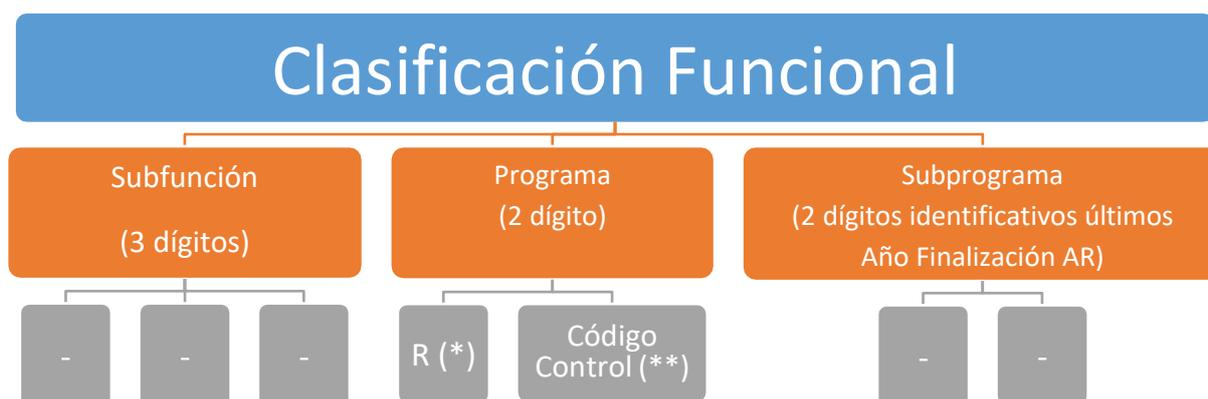 Clasificación Funcional
Subfunción
(3 dígitos)
Programa
(2 dígito)
Subprograma
(2 dígitos identificativos últimos
Año Finalización AR)
-
-
-
R (*)
Código
Control (**)
-
-